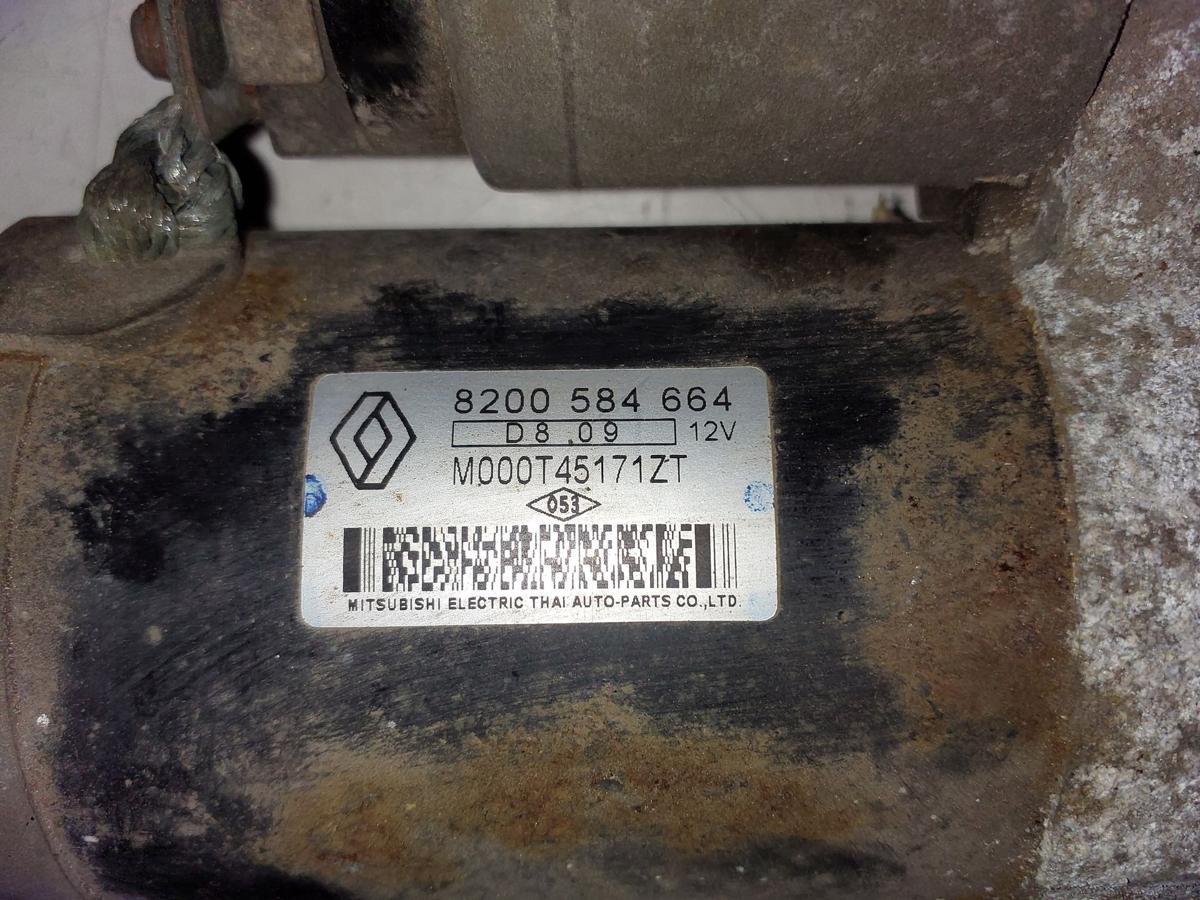 8200 584 664
D8.09 12V
M000T45171ZT
053
MITSUBISHI ELECTRIC THAI AUTO-PARTS CO.,LTD.